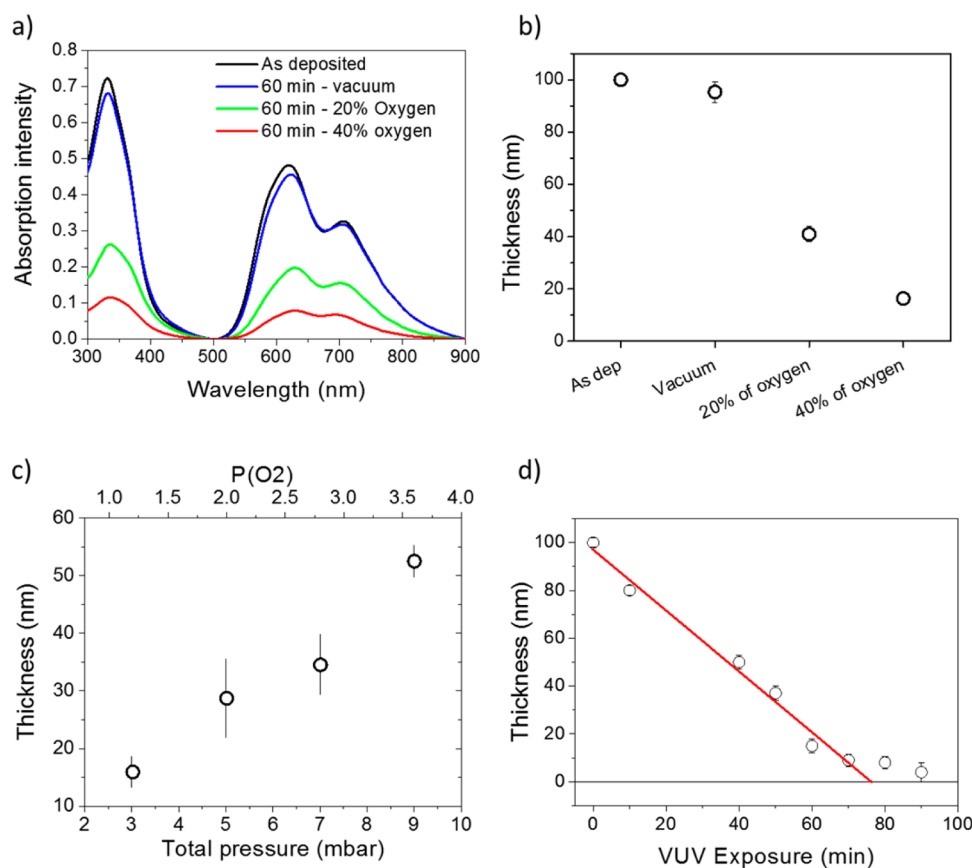 a)
As deposited
60 min - vacuum
60 min - 20% Oxygen
60 min - 40% oxygen
Absorption intensity
0.8
0.7
0.6
0.5
0.4
0.3
0.2
0.1
0.0
300 400 500 600 700 800 900
Wavelength (nm)
b)
Thickness (nm)
100
80
60
40
20
0
As dep
Vacuum
20% of oxygen
40% of oxygen
c)
P(O2)
1.0 1.5 2.0 2.5 3.0 3.5 4.0
Thickness (nm)
60
50
40
30
20
10
2 3 4 5 6 7 8 9 10
Total pressure (mbar)
d)
Thickness (nm)
100
80
60
40
20
0
0 20 40 60 80 100
VUV Exposure (min)